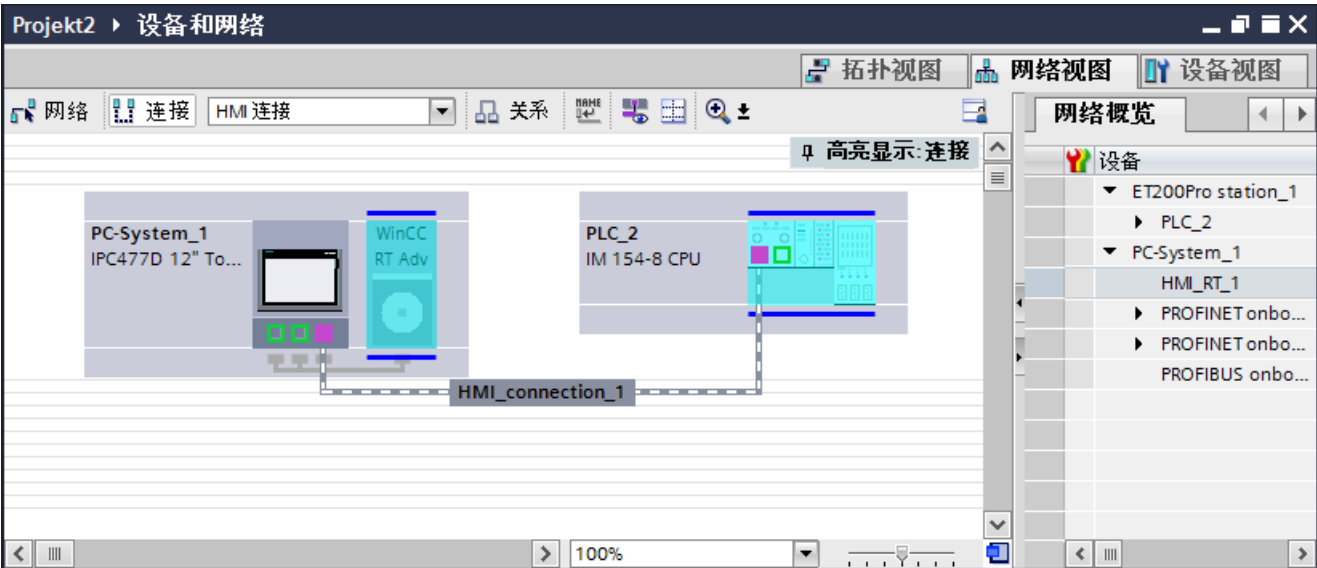 Projekt2 ▸ 设备和网络
拓扑视图 网络视图 设备视图
网络 连接 HMI 连接 关系 网络概览
高亮显示:连接
设备
ET200Pro station_1
PLC_2
PC-System_1
HMI_RT_1
PROFINET onbo...
PROFINET onbo...
PROFIBUS onbo...
PC-System_1
IPC477D 12" To...
WinCC
RT Adv
PLC_2
IM 154-8 CPU
HMI_connection_1
100%